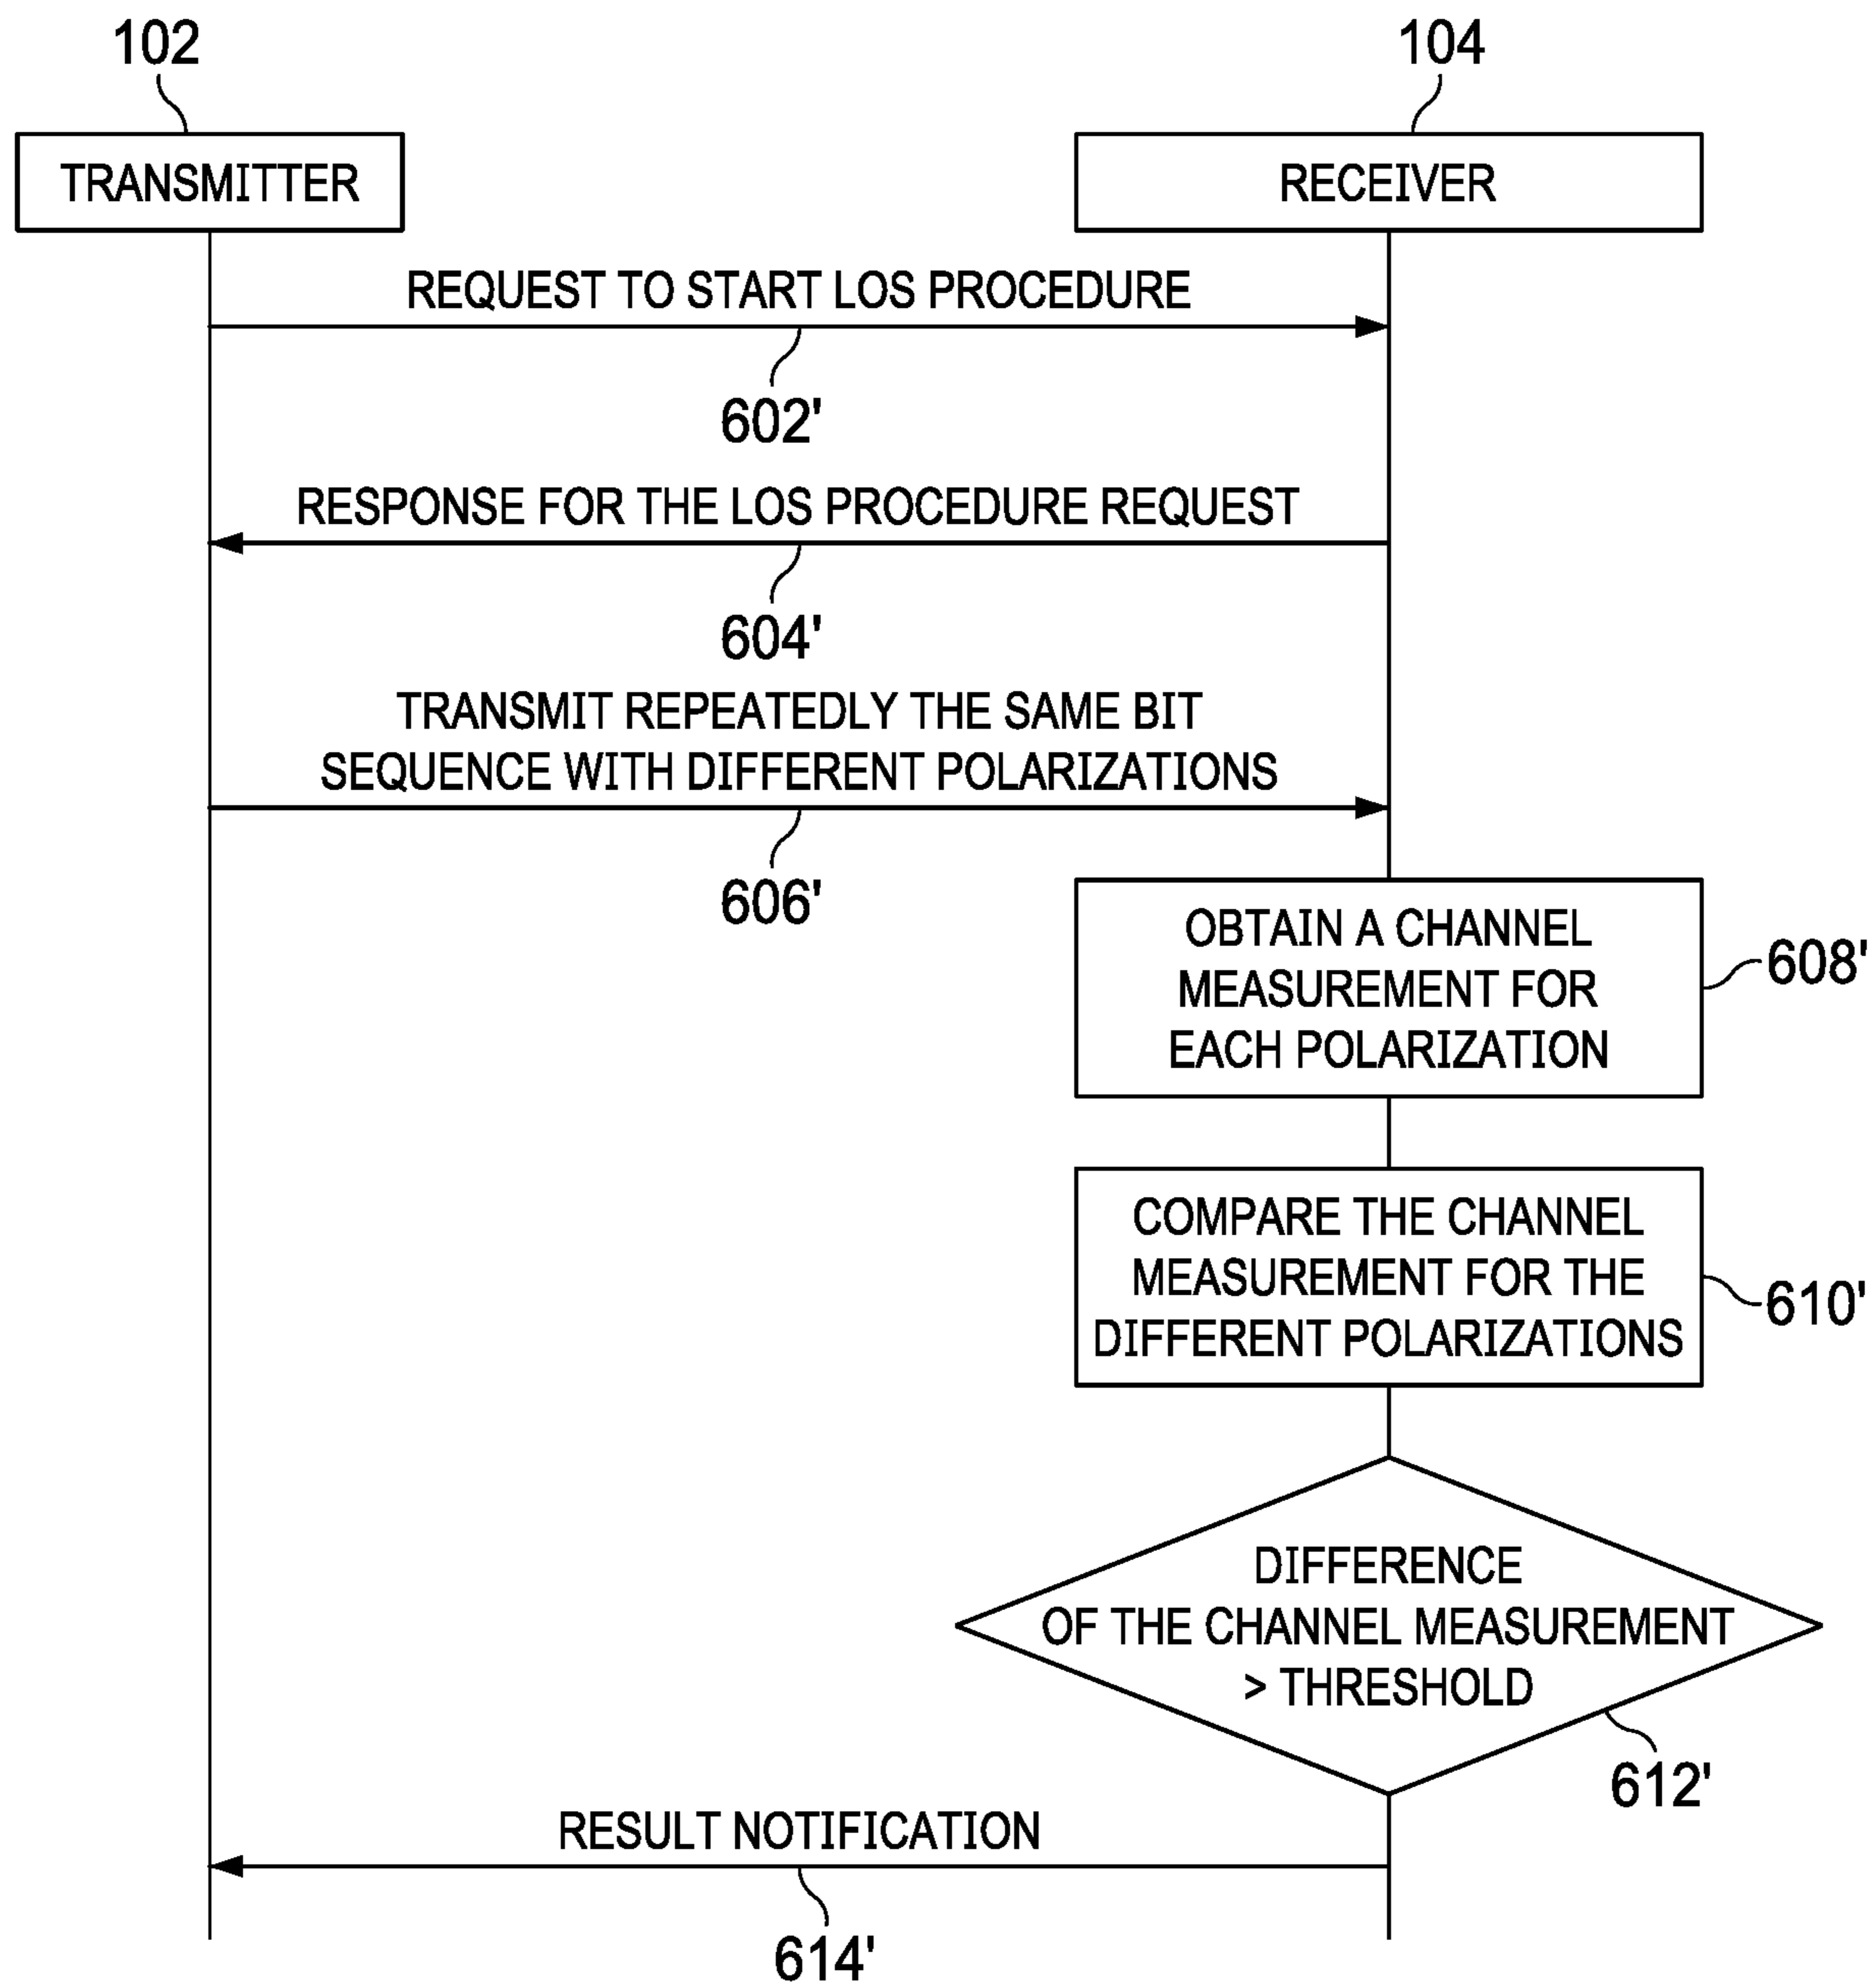 102
104
TRANSMITTER
RECEIVER
REQUEST TO START LOS PROCEDURE
602'
RESPONSE FOR THE LOS PROCEDURE REQUEST
604'
TRANSMIT REPEATEDLY THE SAME BIT
SEQUENCE WITH DIFFERENT POLARIZATIONS
606'
OBTAIN A CHANNEL
MEASUREMENT FOR
EACH POLARIZATION
608'
COMPARE THE CHANNEL
MEASUREMENT FOR THE
DIFFERENT POLARIZATIONS
610'
DIFFERENCE
OF THE CHANNEL MEASUREMENT
> THRESHOLD
612'
RESULT NOTIFICATION
614'